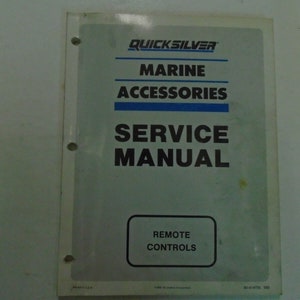 QUICKSILVER
MARINE
ACCESSORIES
SERVICE
MANUAL
REMOTE
CONTROLS